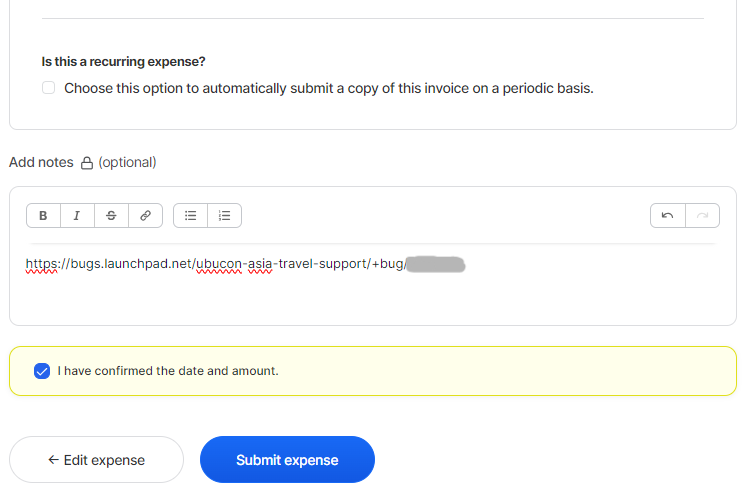 Is this a recurring expense?
Choose this option to automatically submit a copy of this invoice on a periodic basis.
Add notes (optional)
B I S
https://bugs.launchpad.net/ubucon-asia-travel-support/+bug/
I have confirmed the date and amount.
← Edit expense
Submit expense